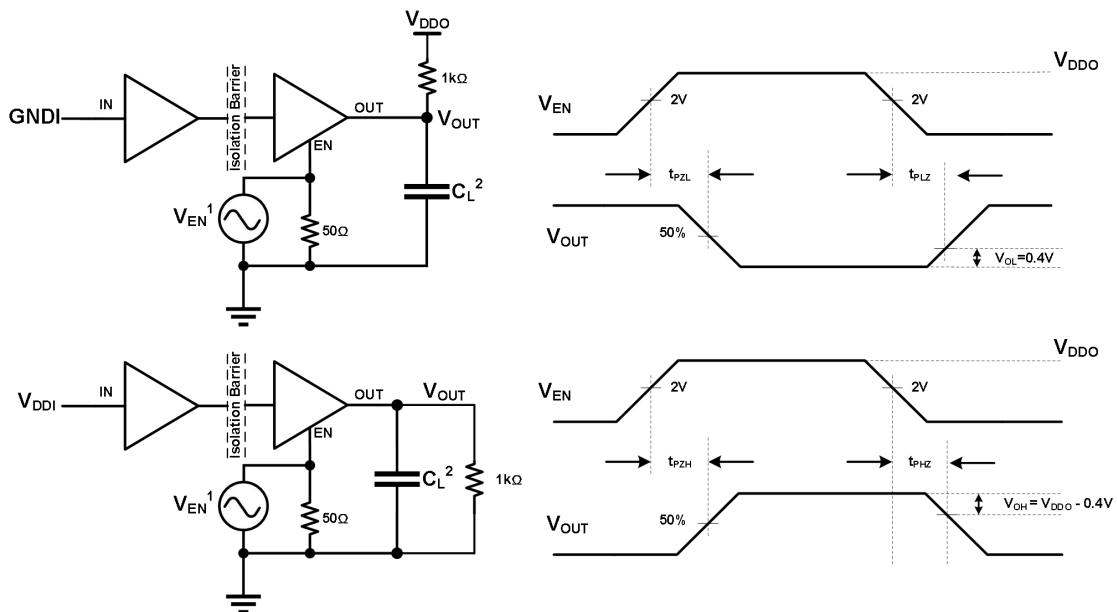 VDDO
1kΩ
GNDI
IN
Isolation Barrier
OUT
VOUT
EN
VEN1
50Ω
CL2
VDDO
VEN
2V
2V
tPZL
tPLZ
VOUT
50%
VOL=0.4V
VDDI
IN
Isolation Barrier
OUT
VOUT
EN
VEN1
50Ω
CL2
1kΩ
VDDO
VEN
2V
2V
tPZH
tPHZ
VOUT
50%
VOH = VDDO - 0.4V